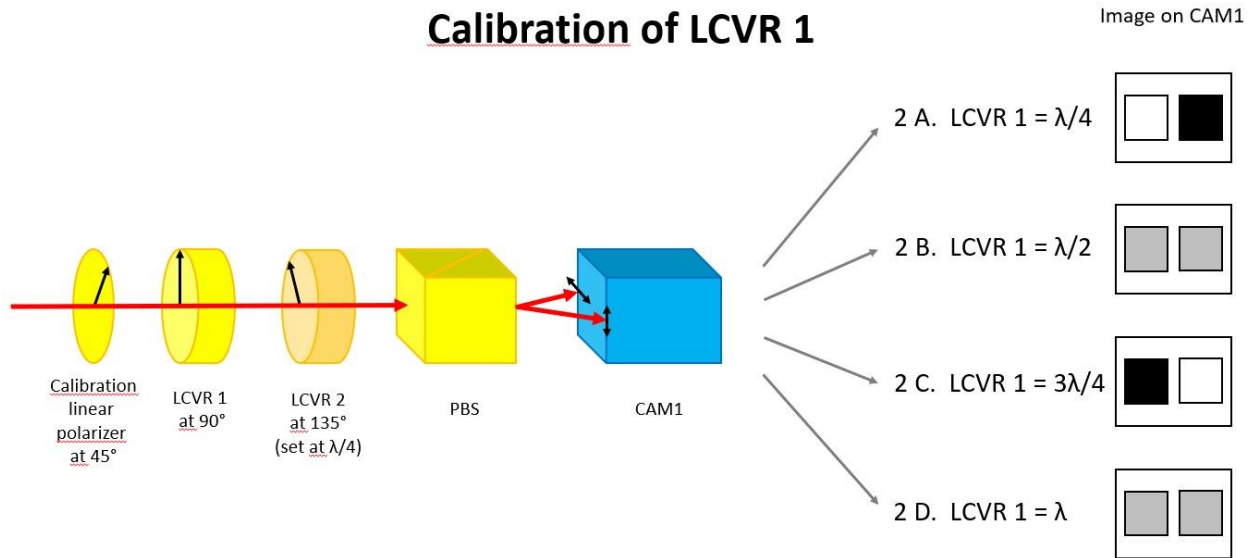 Calibration of LCVR 1
Image on CAM1
2 A. LCVR 1 = λ/4
2 B. LCVR 1 = λ/2
2 C. LCVR 1 = 3λ/4
2 D. LCVR 1 = λ
Calibration
linear
polarizer
at 45°
LCVR 1
at 90°
LCVR 2
at 135°
(set at λ/4)
PBS
CAM1